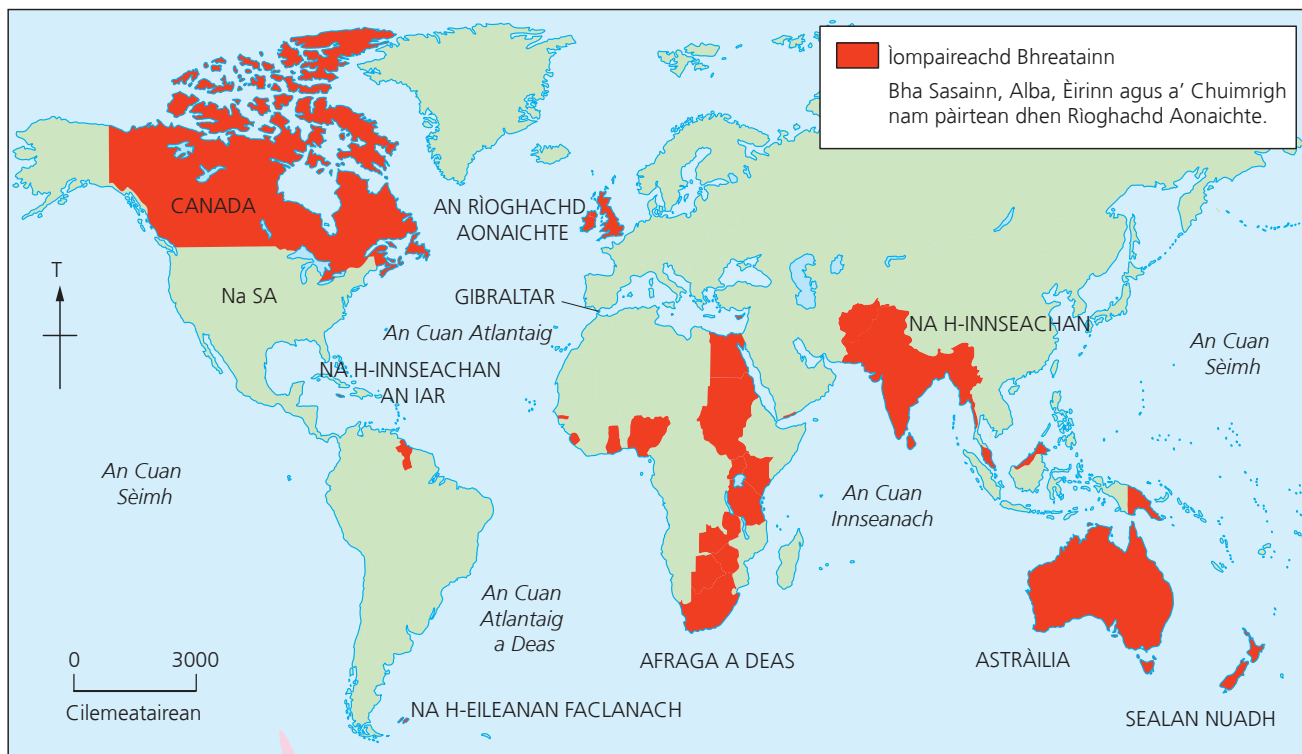 Ìompaireachd Bhreatainn
Bha Sasainn, Alba, Èirinn agus a’ Chuimrigh
nam pàirtean dhen Rìoghachd Aonaichte.
CANADA
AN RÌOGHACHD
AONAICHTE
T
Na SA
GIBRALTAR
An Cuan Atlantaig
NA H-INNSEACHAN
An Cuan
Sèimh
NA H-INNSEACHAN
AN IAR
An Cuan
Sèimh
An Cuan
Innseanach
An Cuan
Atlantaig
a Deas
AFRAGA A DEAS
ASTRÀILIA
0 3000
Cilemeatairean
NA H-EILEANAN FACLANACH
SEALAN NUADH